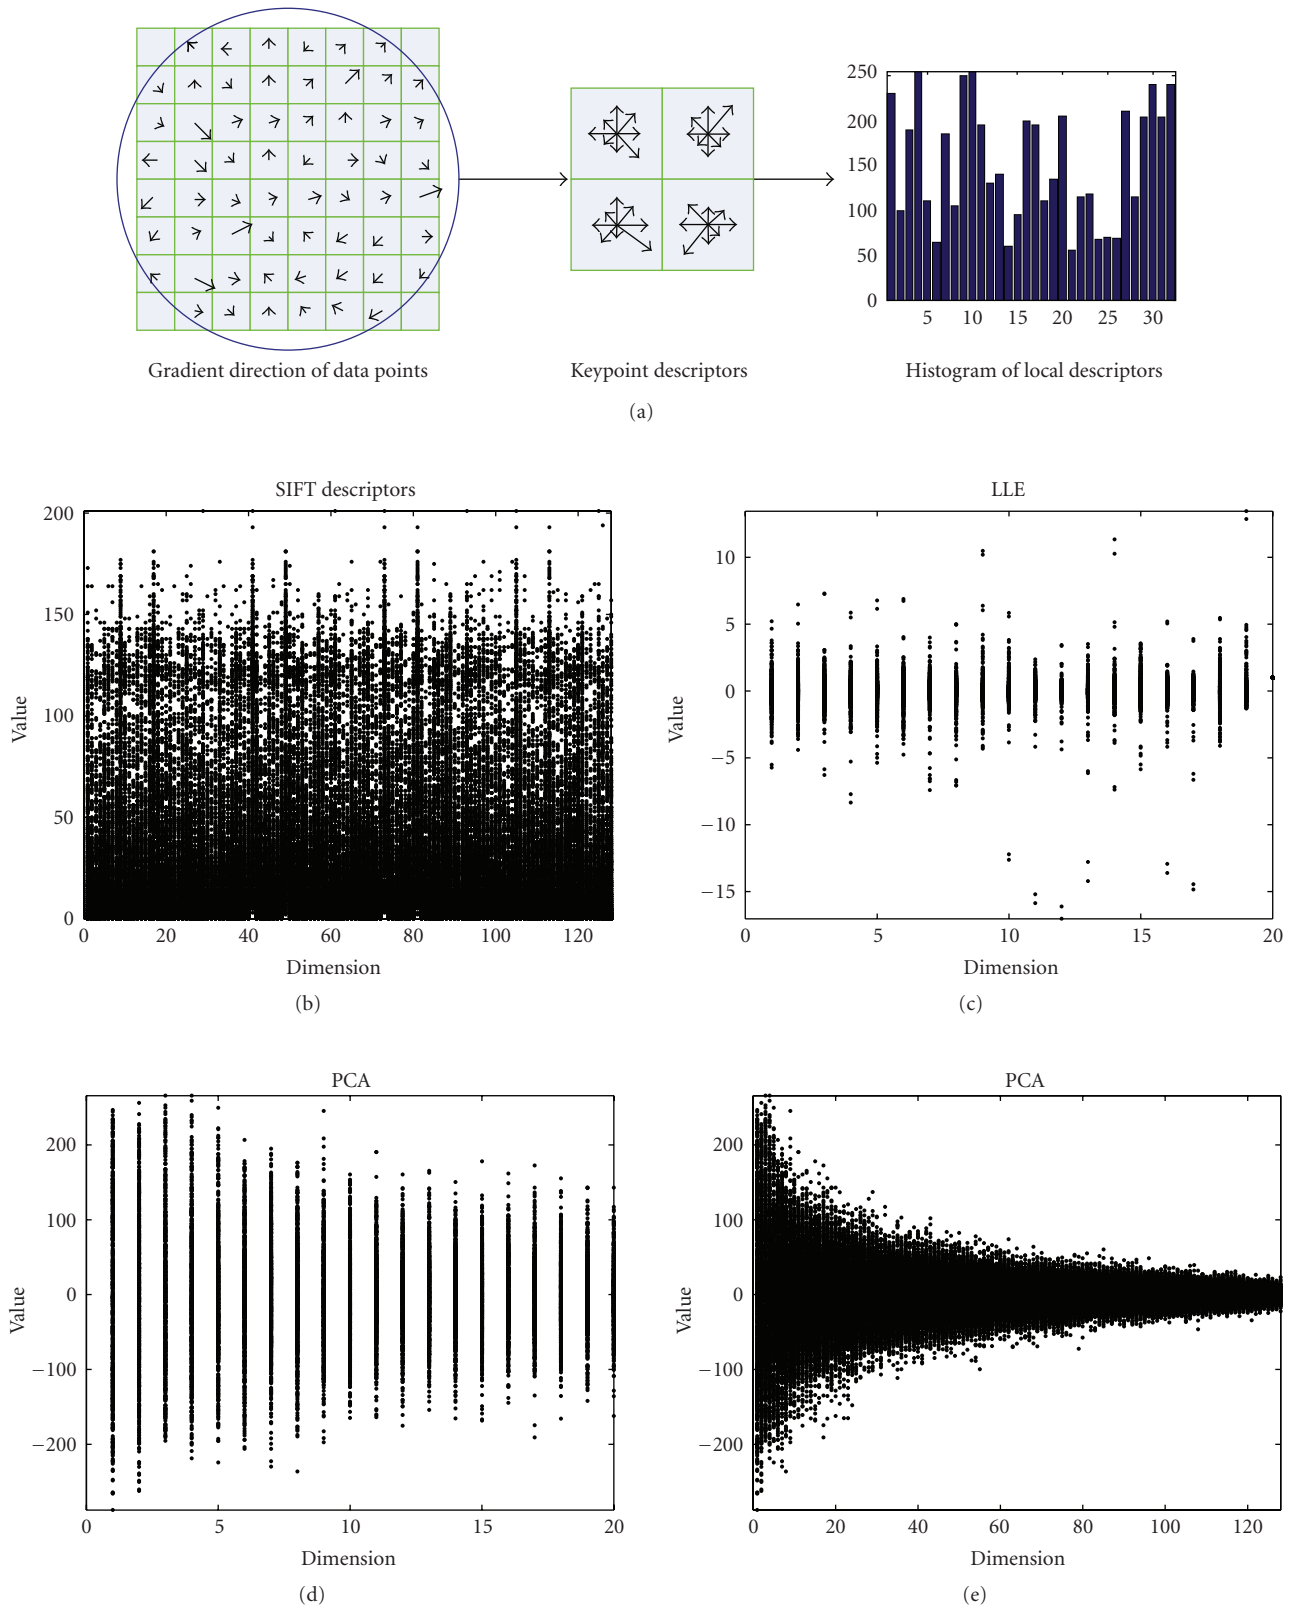 250
200
150
100
50
0
5 10 15 20 25 30
Gradient direction of data points
Keypoint descriptors
Histogram of local descriptors
(a)
SIFT descriptors
200
150
100
50
0
Value
0 20 40 60 80 100 120
Dimension
(b)
LLE
10
5
0
−5
−10
−15
Value
0 5 10 15 20
Dimension
(c)
PCA
200
100
0
−100
−200
Value
0 5 10 15 20
Dimension
(d)
PCA
200
100
0
−100
−200
Value
0 20 40 60 80 100 120
Dimension
(e)